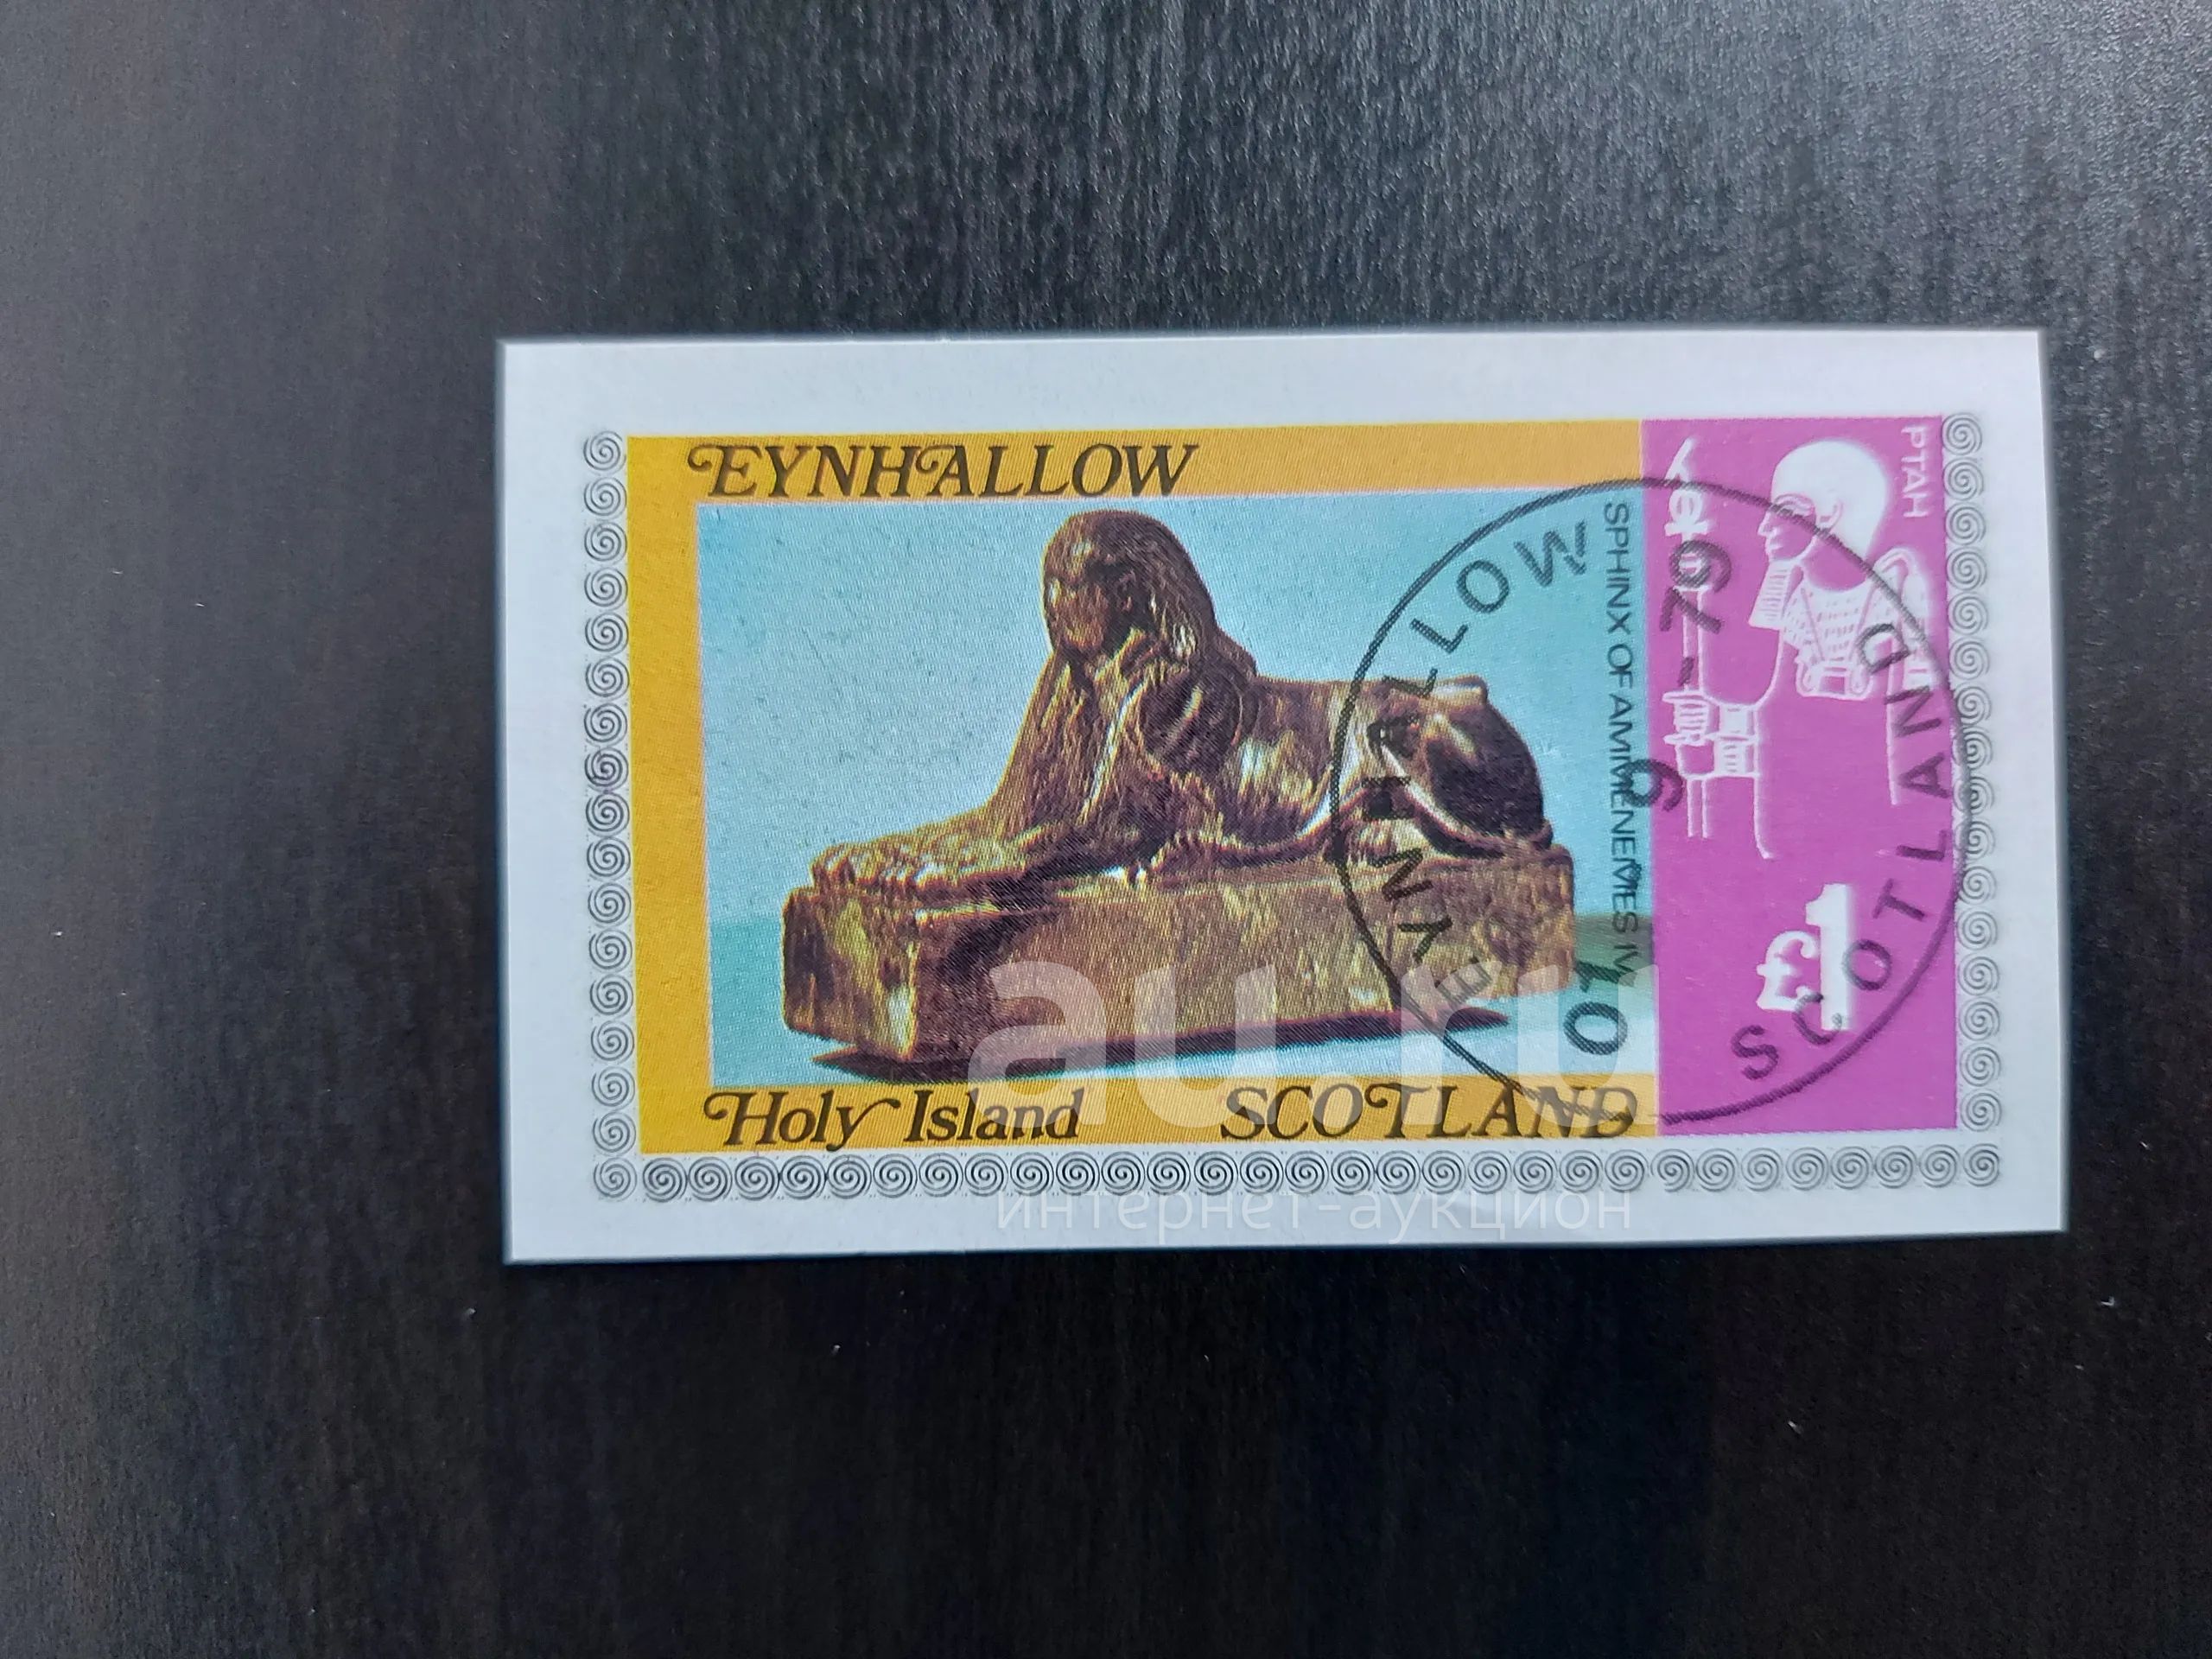 EYNHALLOW
PTAH
SPHINX OF AMMENEMES IV
£1
Holy Island SCOTLAND
EYNHALLOW
SCOTLAND
10 9 - 79
au.ru
интернет-аукцион